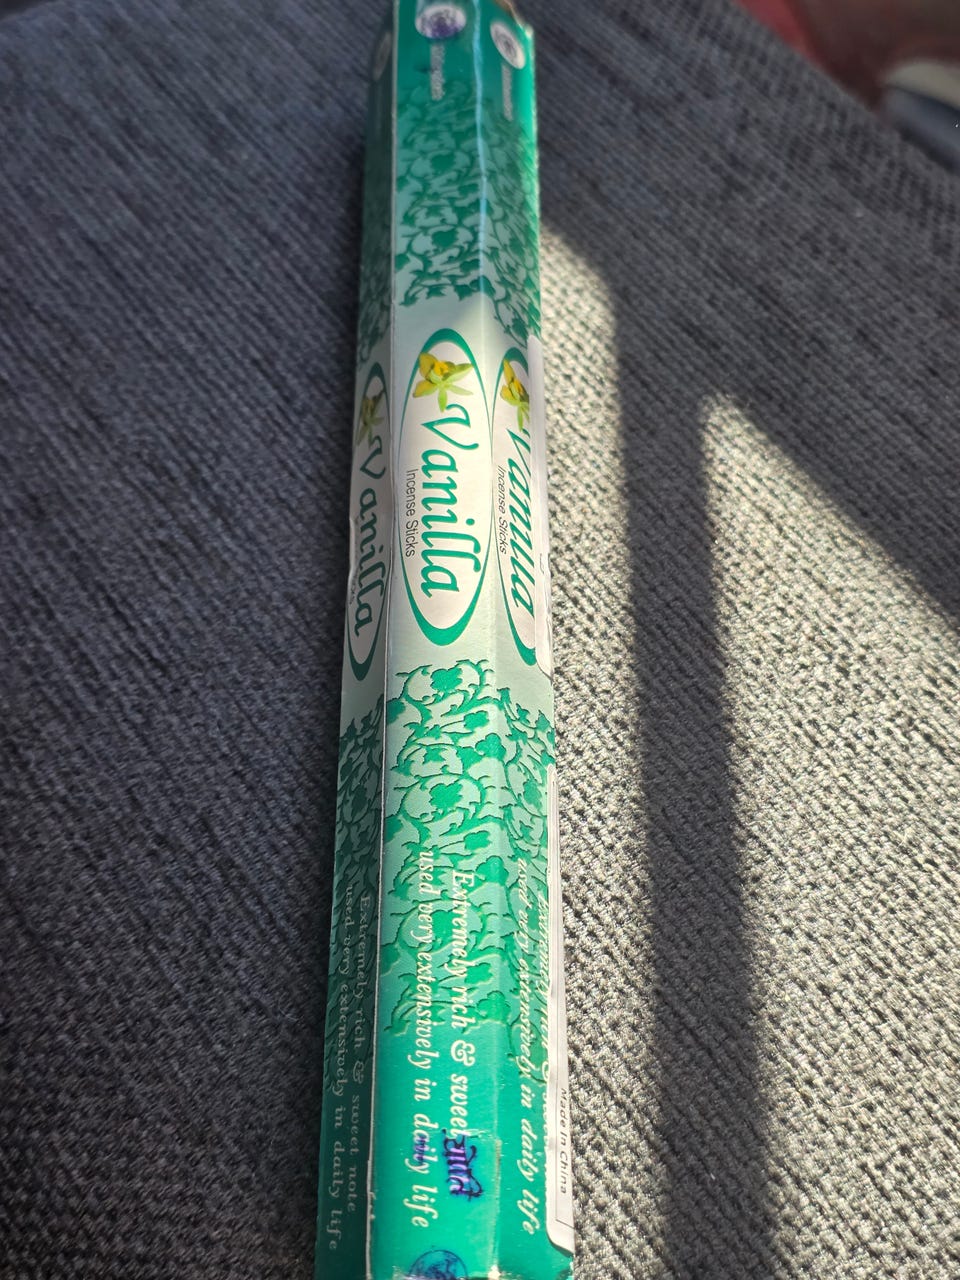 Vanilla
Incense Sticks
Extremely rich & sweet
used very extensively in daily life
Vanilla
Incense Sticks
used very extensively in daily life
Vanilla
Extremely rich & sweet note
used very extensively in daily life
Made in China